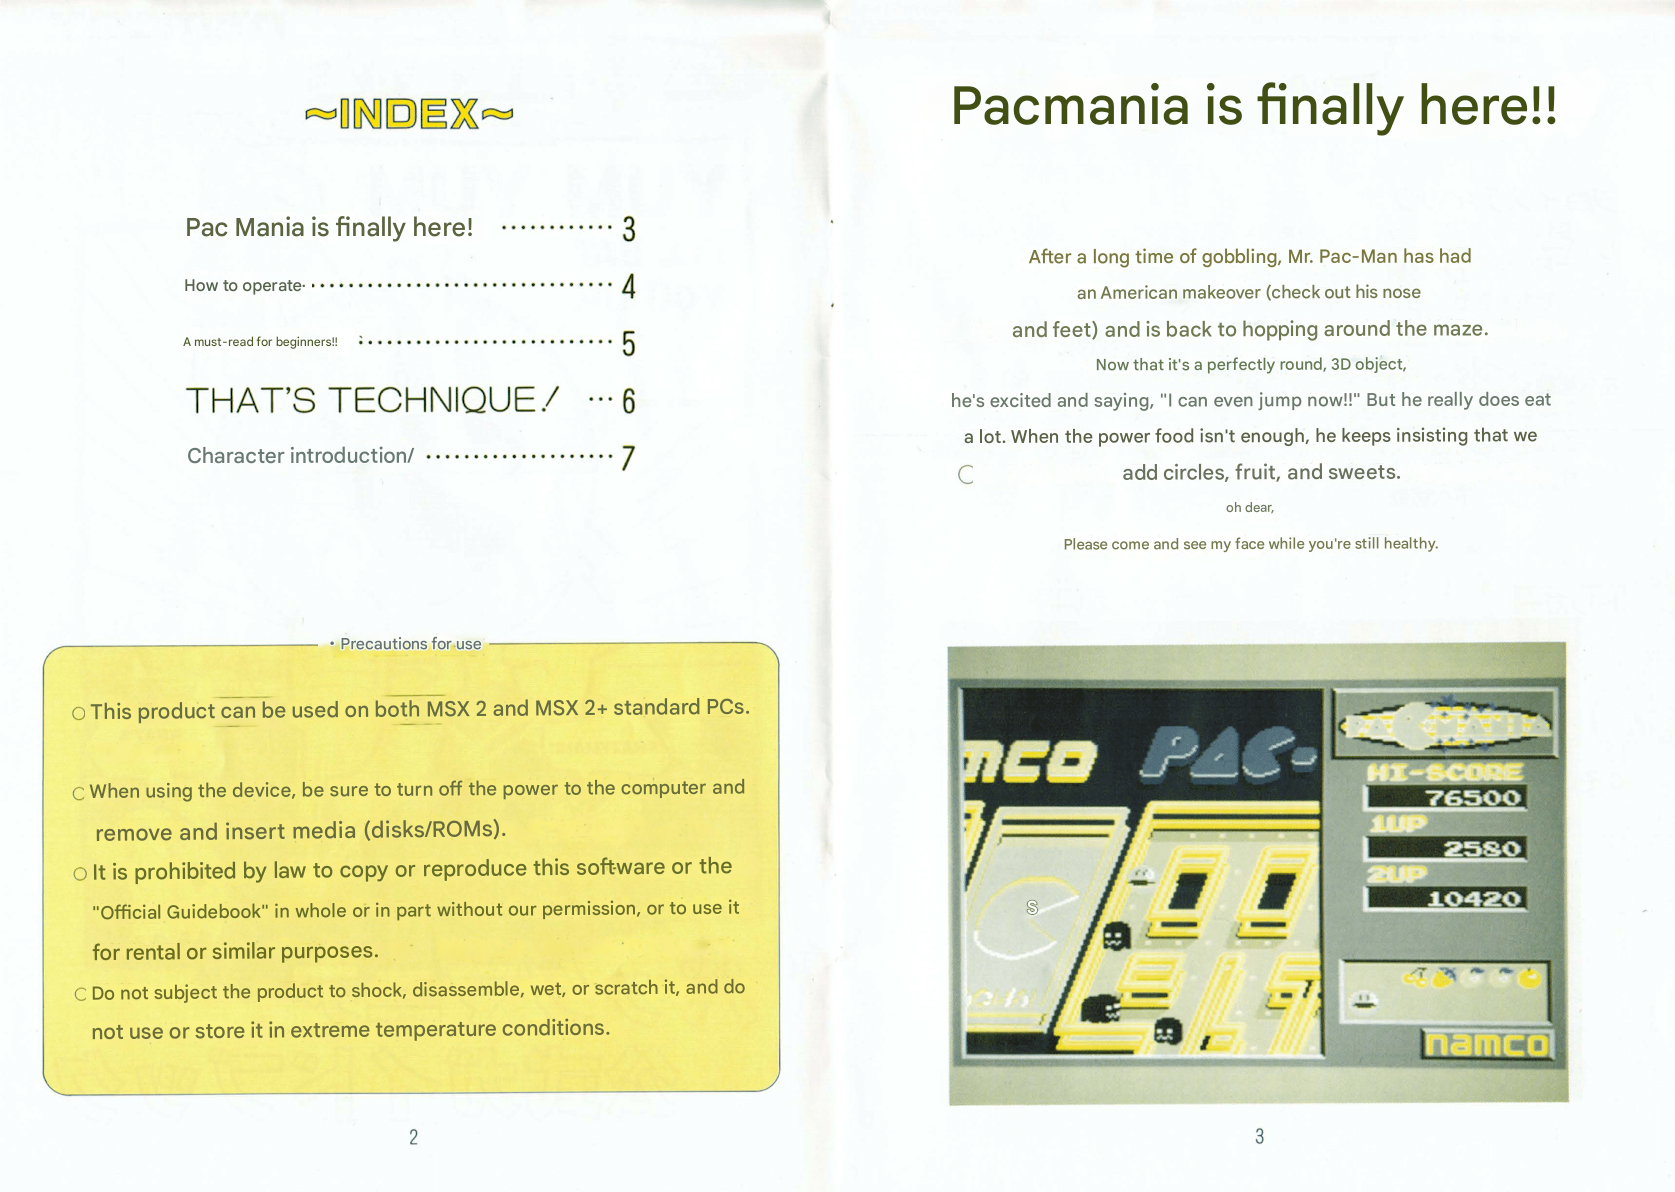 ~INDEX~
Pac Mania is finally here! ············ 3
How to operate· ······························ 4
A must-read for beginners!! ··························· 5
THAT'S TECHNIQUE! ··· 6
Character introduction/ ···················· 7
• Precautions for use
○ This product can be used on both MSX 2 and MSX 2+ standard PCs.
C When using the device, be sure to turn off the power to the computer and
remove and insert media (disks/ROMs).
○ It is prohibited by law to copy or reproduce this software or the
"Official Guidebook" in whole or in part without our permission, or to use it
for rental or similar purposes.
C Do not subject the product to shock, disassemble, wet, or scratch it, and do
not use or store it in extreme temperature conditions.
2
Pacmania is finally here!!
After a long time of gobbling, Mr. Pac-Man has had
an American makeover (check out his nose
and feet) and is back to hopping around the maze.
Now that it's a perfectly round, 3D object,
he's excited and saying, "I can even jump now!!" But he really does eat
a lot. When the power food isn't enough, he keeps insisting that we
C add circles, fruit, and sweets.
oh dear,
Please come and see my face while you're still healthy.
nco PAC-
S
PAC-MANIA
HI-SCORE
76500
1UP
2580
2UP
10420
namco
3